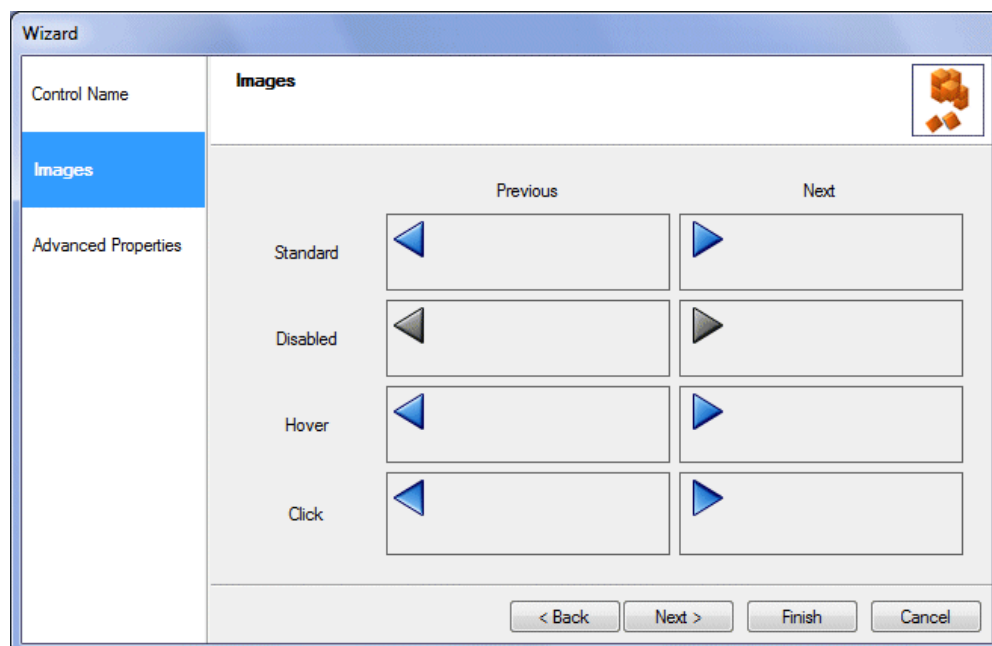 Wizard
Control Name
Images
Advanced Properties
Images
Previous Next
Standard
Disabled
Hover
Click
< Back Next > Finish Cancel